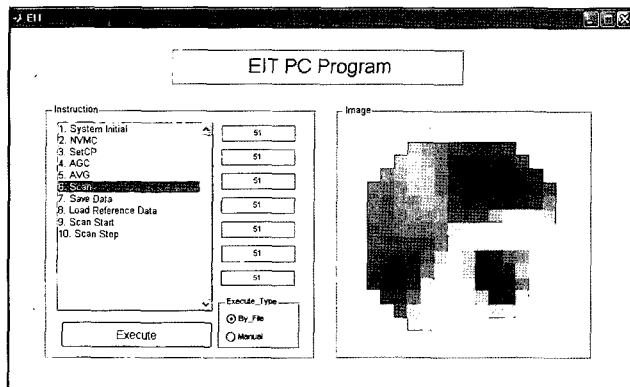 EIT
EIT PC Program
Instruction
1. System Initial
2. NVMC
3. SetCP
4. AGC
5. AVG
6. Scan
7. Save Data
8. Load Reference Data
9. Scan Start
10. Scan Stop
51
51
51
51
51
51
51
Execute_Type
By_File
Manual
Execute
Image